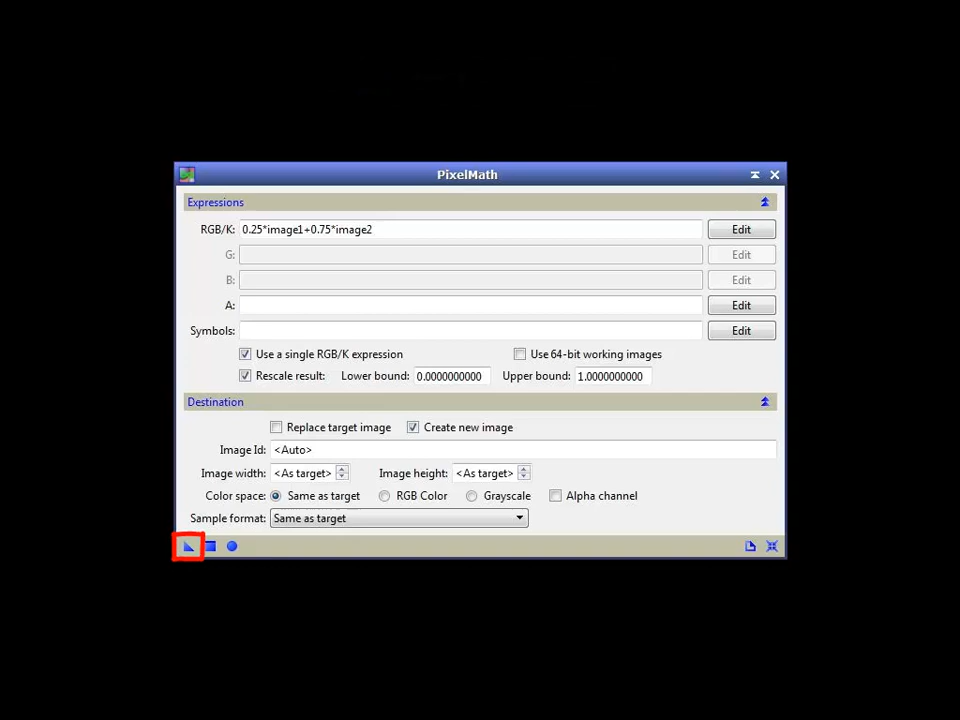 PixelMath
Expressions
RGB/K: 0.25*image1+0.75*image2 Edit
G: Edit
B: Edit
A: Edit
Symbols: Edit
Use a single RGB/K expression Use 64-bit working images
Rescale result: Lower bound: 0.0000000000 Upper bound: 1.0000000000
Destination
Replace target image Create new image
Image Id: <Auto>
Image width: <As target> Image height: <As target>
Color space: Same as target RGB Color Grayscale Alpha channel
Sample format: Same as target